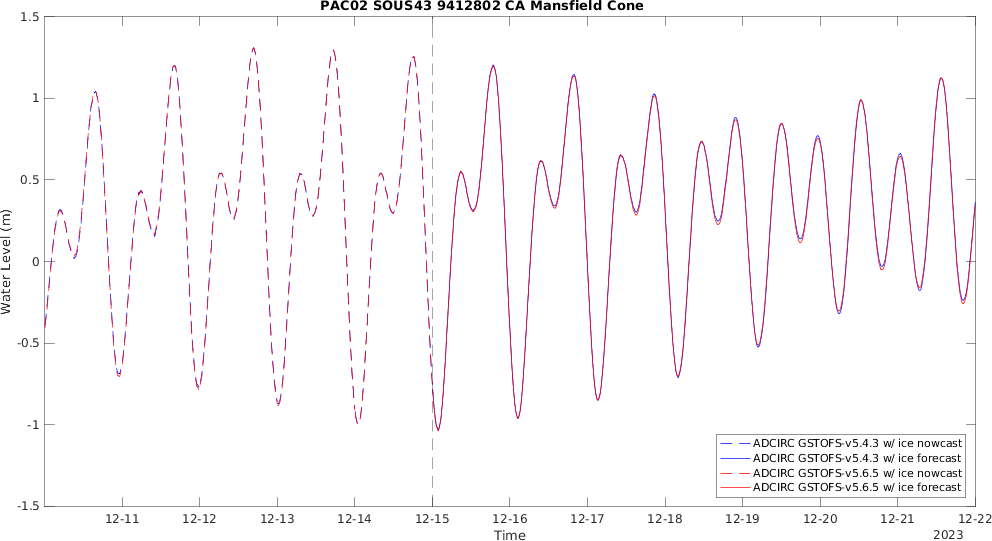 PAC02 SOUS43 9412802 CA Mansfield Cone
1.5
1
0.5
0
-0.5
-1
-1.5
Water Level (m)
ADCIRC GSTOFS-v5.4.3 w/ ice nowcast
ADCIRC GSTOFS-v5.4.3 w/ ice forecast
ADCIRC GSTOFS-v5.6.5 w/ ice nowcast
ADCIRC GSTOFS-v5.6.5 w/ ice forecast
12-11 12-12 12-13 12-14 12-15 12-16 12-17 12-18 12-19 12-20 12-21 12-22
Time
2023